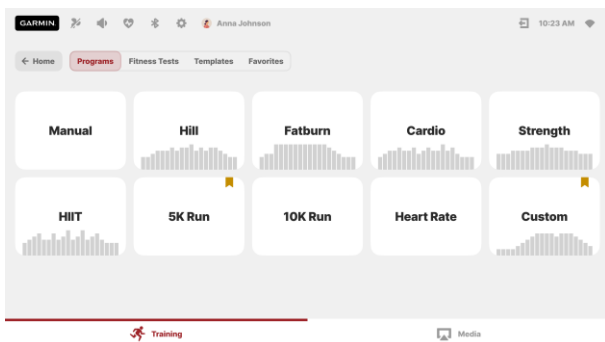 GARMIN Anna Johnson 10:23 AM
← Home Programs Fitness Tests Templates Favorites
Manual Hill Fatburn Cardio Strength
HIIT 5K Run 10K Run Heart Rate Custom
Training Media